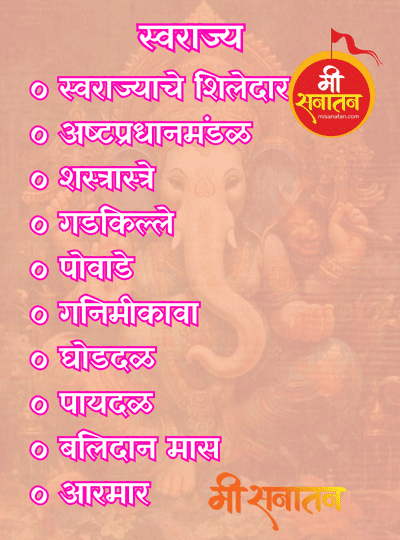 स्वराज्य
० स्वराज्याचे शिलेदार
मी
सनातन
misanatan.com
० अष्टप्रधानमंडळ
० शस्त्रास्त्रे
० गडकिल्ले
० पोवाडे
० गनिमीकावा
० घोडदळ
० पायदळ
० बलिदान मास
० आरमार
मी सनातन